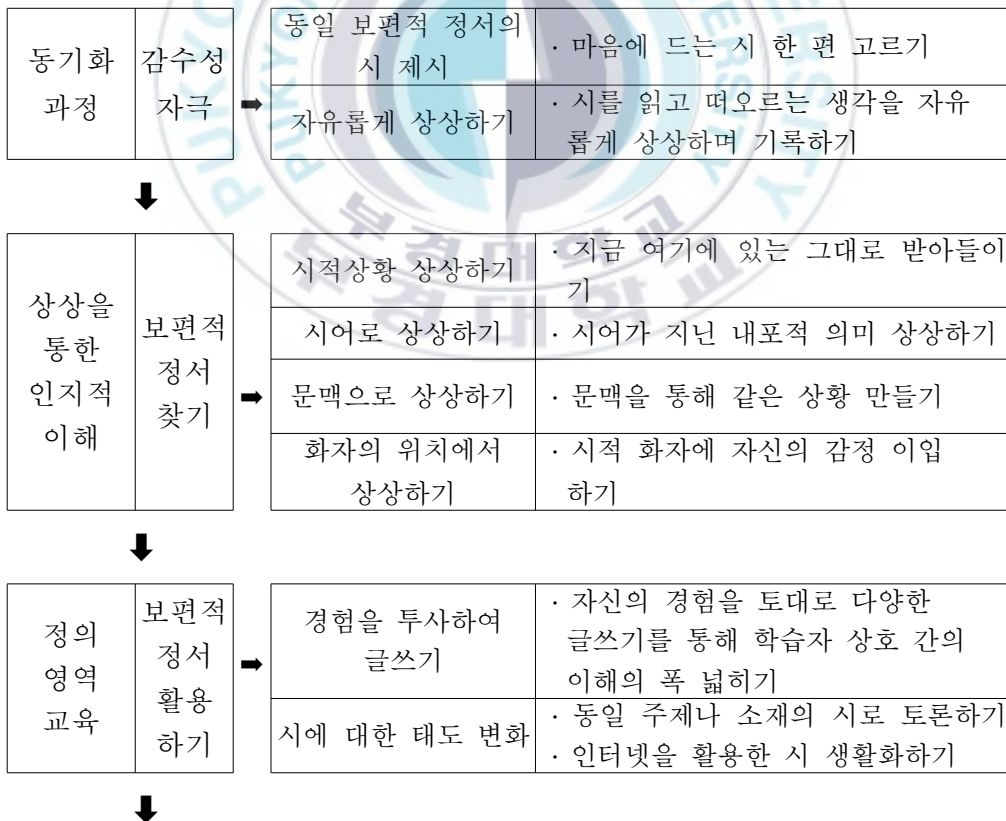 동기화
과정
감수성
자극
➡
동일 보편적 정서의
시 제시
· 마음에 드는 시 한 편 고르기
자유롭게 상상하기
· 시를 읽고 떠오르는 생각을 자유
롭게 상상하며 기록하기
⬇
상상을
통한
인지적
이해
보편적
정서
찾기
➡
시적상황 상상하기
· 지금 여기에 있는 그대로 받아들이
기
시어로 상상하기
· 시어가 지닌 내포적 의미 상상하기
문맥으로 상상하기
· 문맥을 통해 같은 상황 만들기
화자의 위치에서
상상하기
· 시적 화자에 자신의 감정 이입
하기
⬇
정의
영역
교육
보편적
정서
활용
하기
➡
경험을 투사하여
글쓰기
· 자신의 경험을 토대로 다양한
글쓰기를 통해 학습자 상호 간의
이해의 폭 넓히기
시에 대한 태도 변화
· 동일 주제나 소재의 시로 토론하기
· 인터넷을 활용한 시 생활화하기
⬇
부경대학교